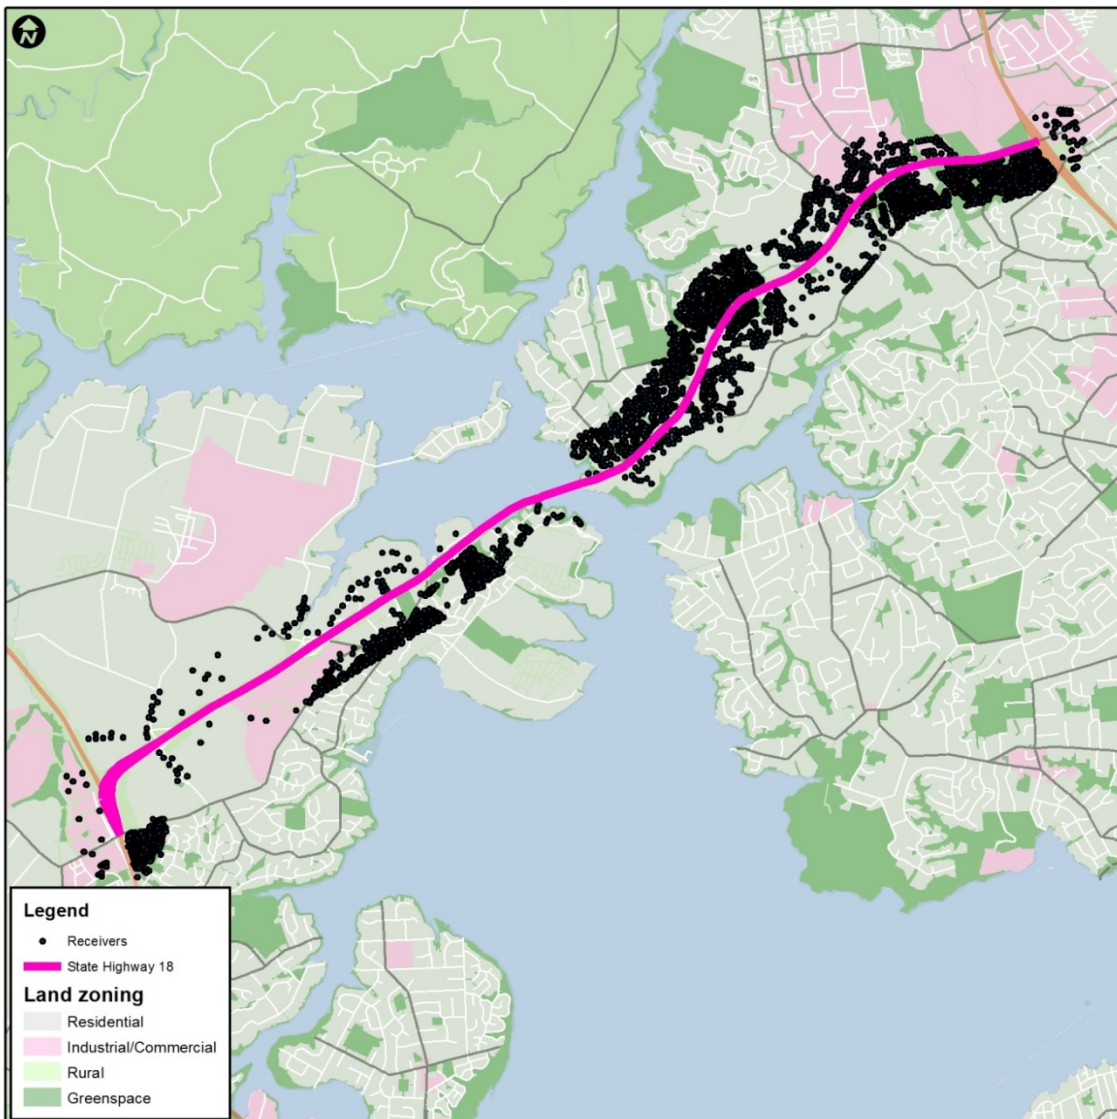 N
Legend
Receivers
State Highway 18
Land zoning
Residential
Industrial/Commercial
Rural
Greenspace